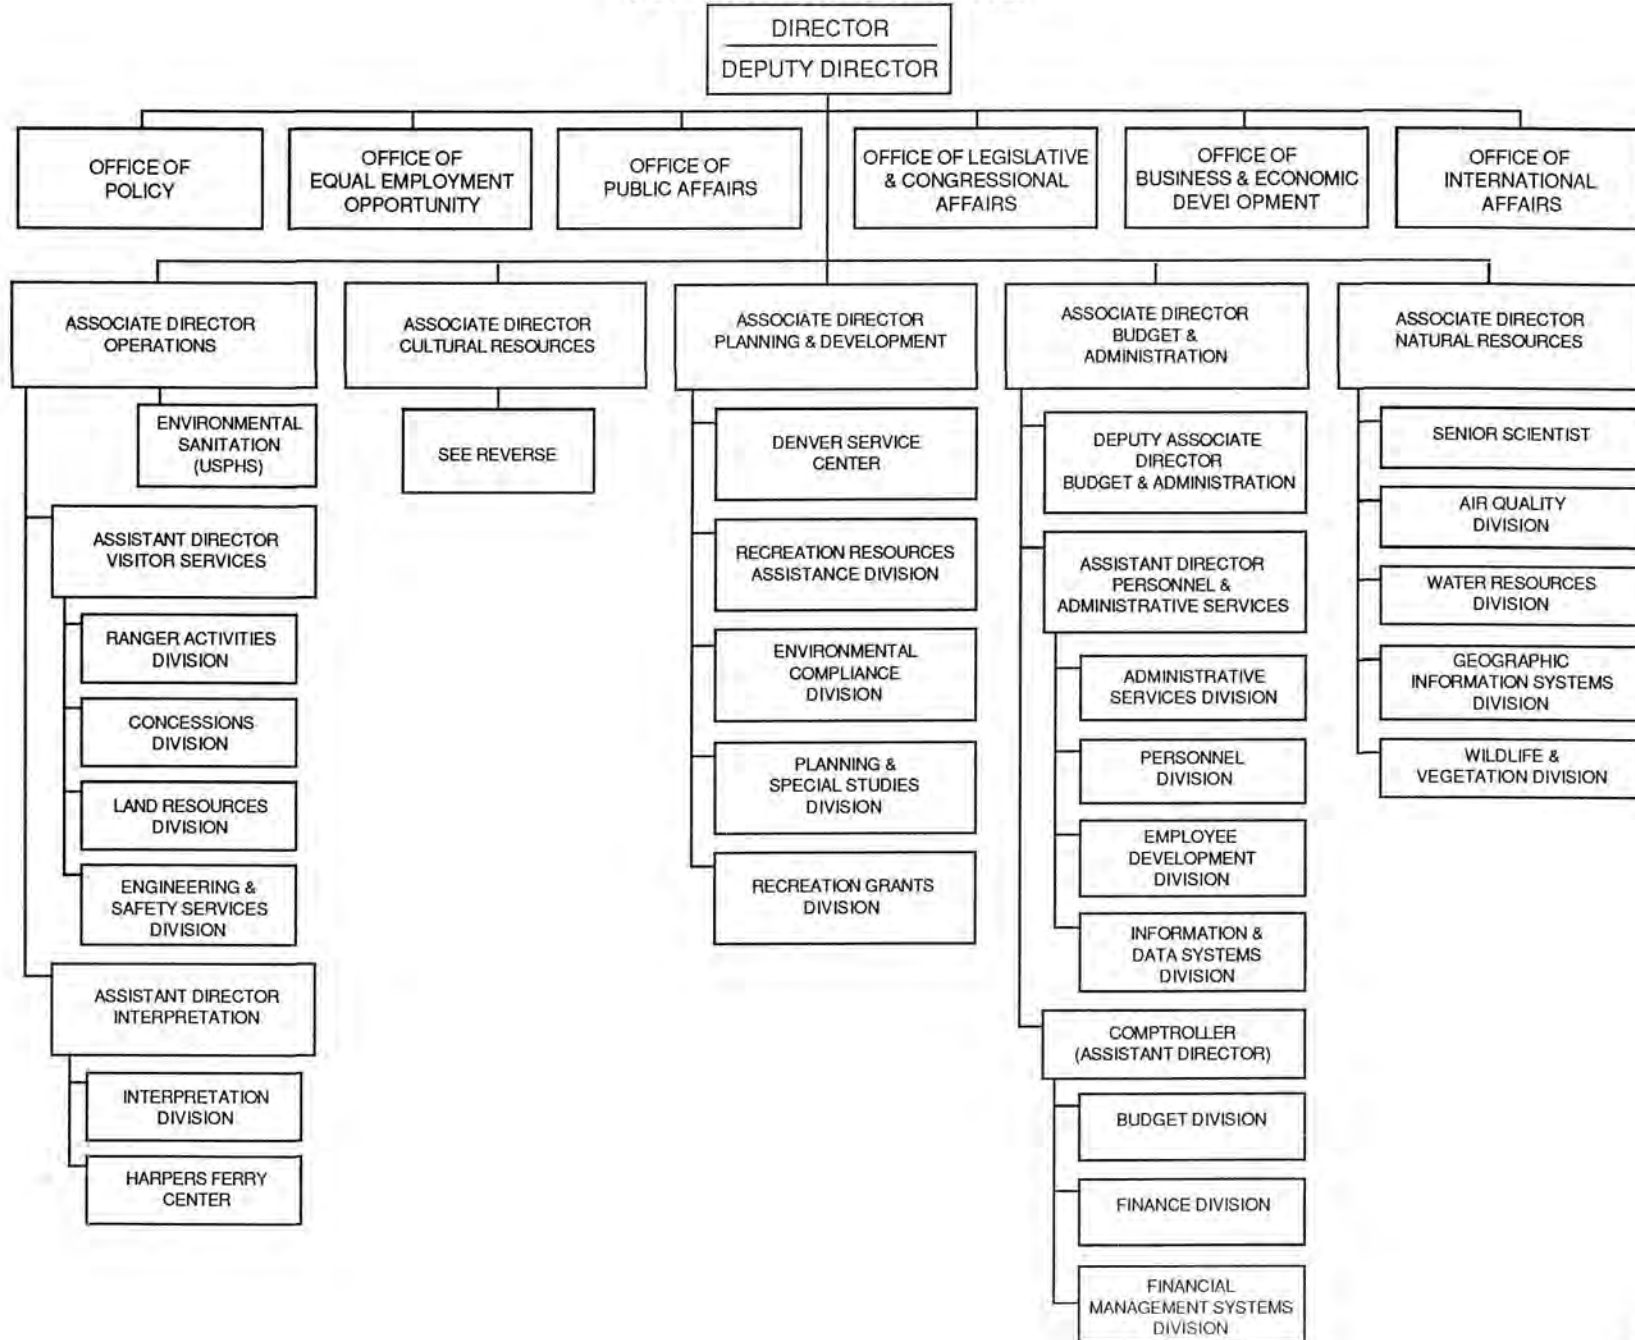 DIRECTOR
DEPUTY DIRECTOR
OFFICE OF
POLICY
OFFICE OF
EQUAL EMPLOYMENT
OPPORTUNITY
OFFICE OF
PUBLIC AFFAIRS
OFFICE OF LEGISLATIVE
& CONGRESSIONAL
AFFAIRS
OFFICE OF
BUSINESS & ECONOMIC
DEVELOPMENT
OFFICE OF
INTERNATIONAL
AFFAIRS
ASSOCIATE DIRECTOR
OPERATIONS
ENVIRONMENTAL
SANITATION
(USPHS)
ASSISTANT DIRECTOR
VISITOR SERVICES
RANGER ACTIVITIES
DIVISION
CONCESSIONS
DIVISION
LAND RESOURCES
DIVISION
ENGINEERING &
SAFETY SERVICES
DIVISION
ASSISTANT DIRECTOR
INTERPRETATION
INTERPRETATION
DIVISION
HARPERS FERRY
CENTER
ASSOCIATE DIRECTOR
CULTURAL RESOURCES
SEE REVERSE
ASSOCIATE DIRECTOR
PLANNING & DEVELOPMENT
DENVER SERVICE
CENTER
RECREATION RESOURCES
ASSISTANCE DIVISION
ENVIRONMENTAL
COMPLIANCE
DIVISION
PLANNING &
SPECIAL STUDIES
DIVISION
RECREATION GRANTS
DIVISION
ASSOCIATE DIRECTOR
BUDGET &
ADMINISTRATION
DEPUTY ASSOCIATE
DIRECTOR
BUDGET & ADMINISTRATION
ASSISTANT DIRECTOR
PERSONNEL &
ADMINISTRATIVE SERVICES
ADMINISTRATIVE
SERVICES DIVISION
PERSONNEL
DIVISION
EMPLOYEE
DEVELOPMENT
DIVISION
INFORMATION &
DATA SYSTEMS
DIVISION
COMPTROLLER
(ASSISTANT DIRECTOR)
BUDGET DIVISION
FINANCE DIVISION
FINANCIAL
MANAGEMENT SYSTEMS
DIVISION
ASSOCIATE DIRECTOR
NATURAL RESOURCES
SENIOR SCIENTIST
AIR QUALITY
DIVISION
WATER RESOURCES
DIVISION
GEOGRAPHIC
INFORMATION SYSTEMS
DIVISION
WILDLIFE &
VEGETATION DIVISION